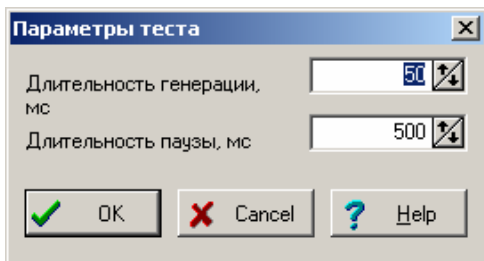 Параметры теста
Длительность генерации,
мс
50
Длительность паузы, мс
500
OK
Cancel
Help